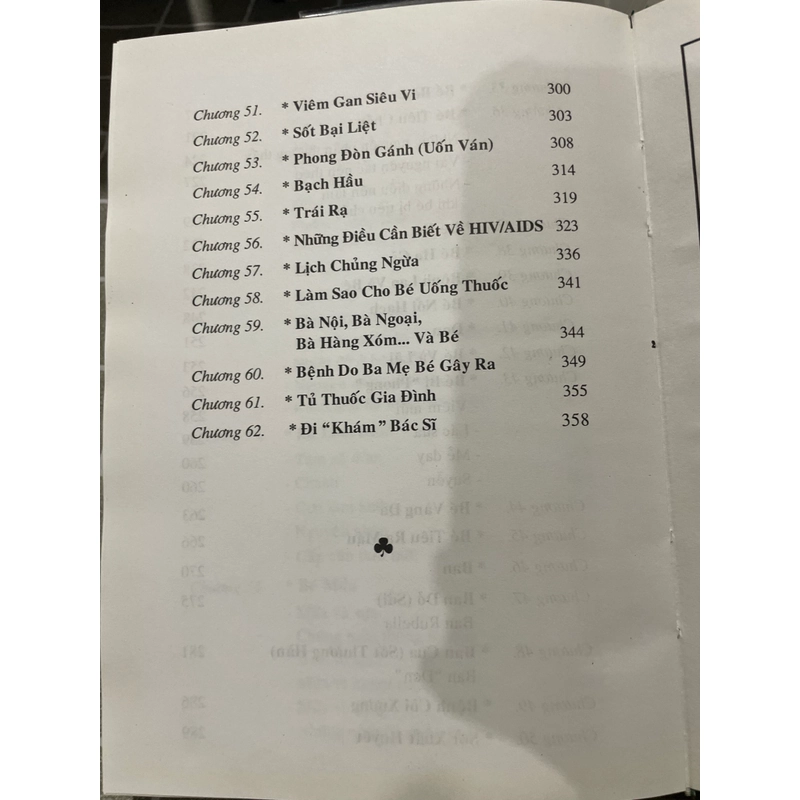 Chương 51. * Viêm Gan Siêu Vi 300
Chương 52. * Sốt Bại Liệt 303
Chương 53. * Phong Đòn Gánh (Uốn Ván) 308
Chương 54. * Bạch Hầu 314
Chương 55. * Trái Rạ 319
Chương 56. * Những Điều Cần Biết Về HIV/AIDS 323
Chương 57. * Lịch Chủng Ngừa 336
Chương 58. * Làm Sao Cho Bé Uống Thuốc 341
Chương 59. * Bà Nội, Bà Ngoại,
Bà Hàng Xóm... Và Bé 344
Chương 60. * Bệnh Do Ba Mẹ Bé Gây Ra 349
Chương 61. * Tủ Thuốc Gia Đình 355
Chương 62. * Đi “Khám” Bác Sĩ 358